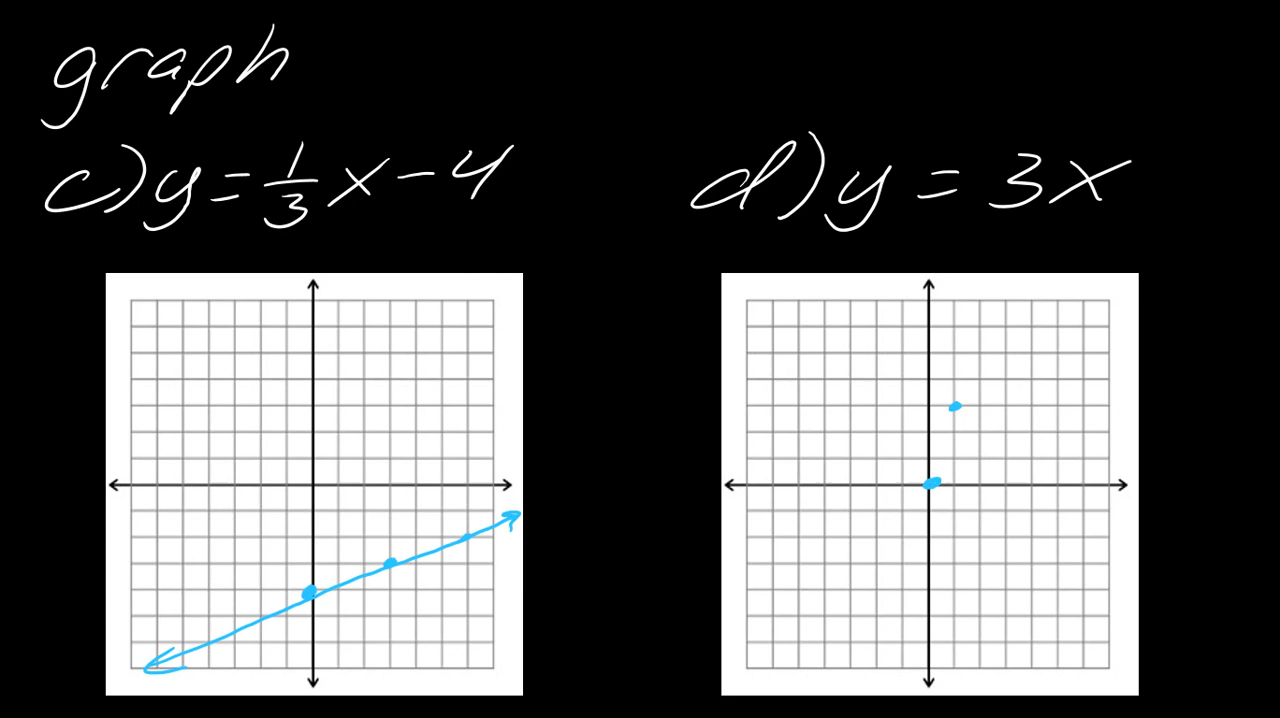 graph
c) y = 1/3 x - 4
d) y = 3x